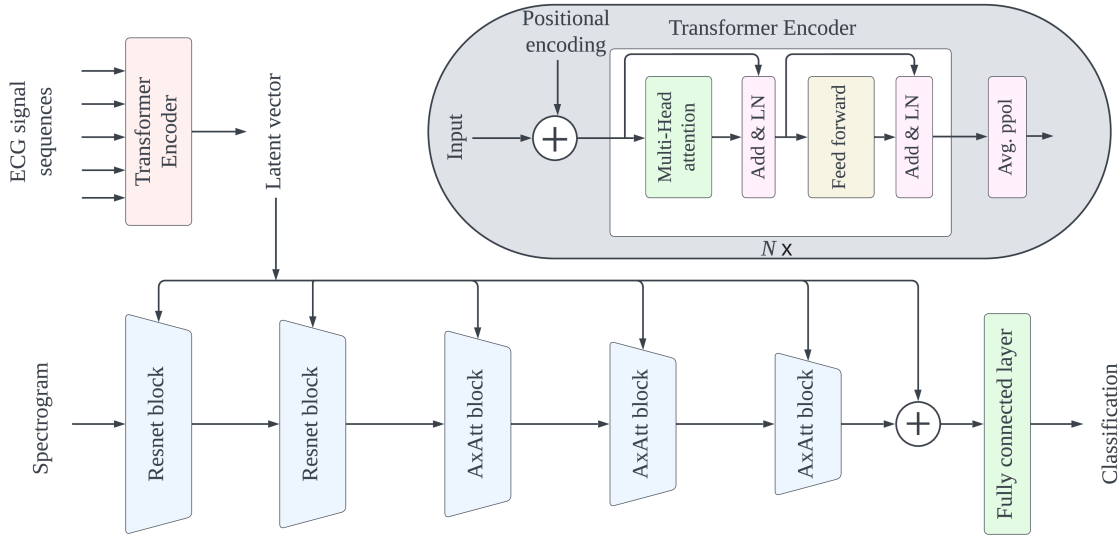 ECG signal
sequences
Transformer
Encoder
Latent vector
Positional
encoding
Transformer Encoder
Input
Multi-Head
attention
Add & LN
Feed forward
Add & LN
Avg. ppol
N x
Spectrogram
Resnet block
Resnet block
AxAtt block
AxAtt block
AxAtt block
Fully connected layer
Classification